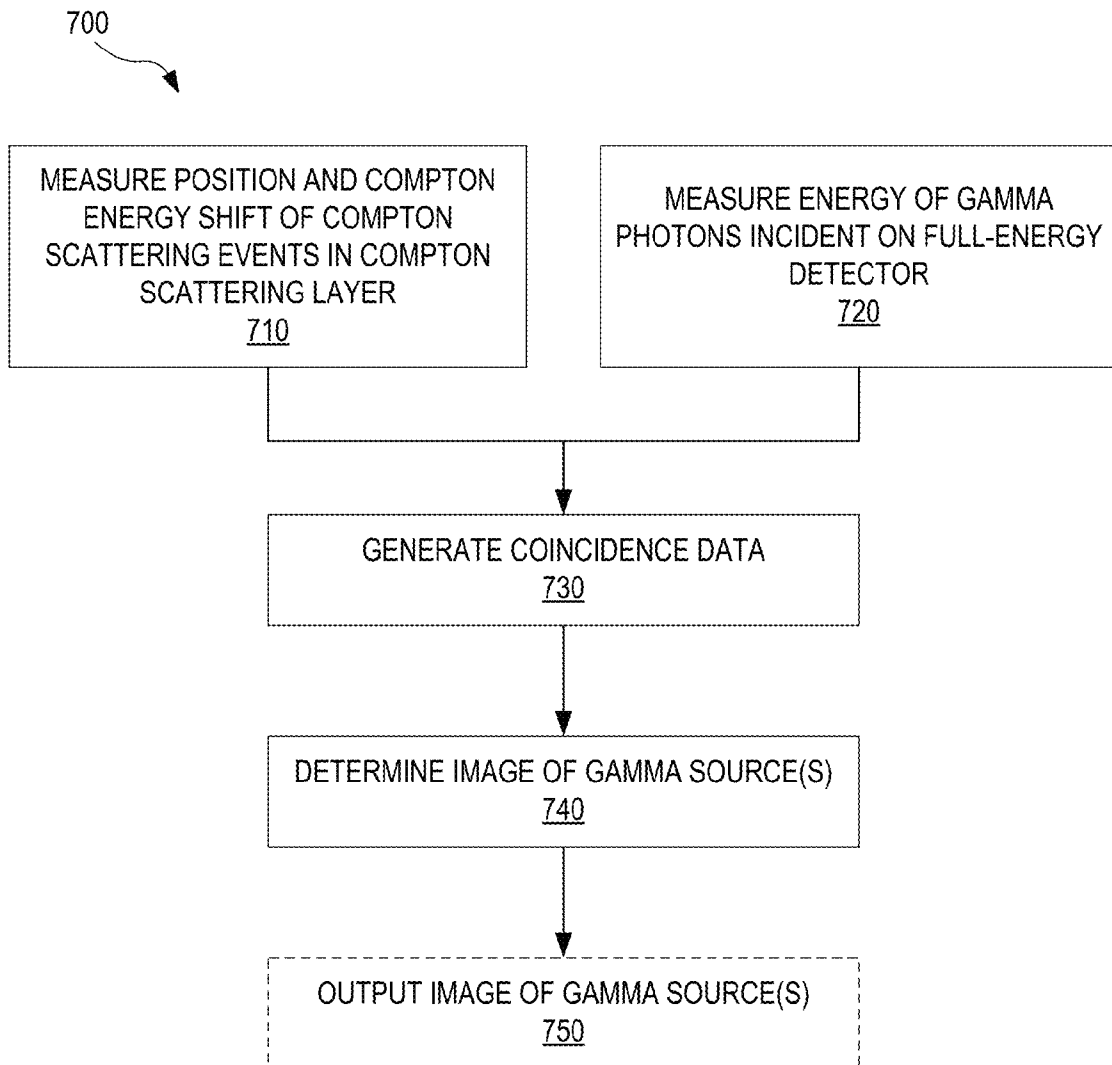 700
MEASURE POSITION AND COMPTON
ENERGY SHIFT OF COMPTON
SCATTERING EVENTS IN COMPTON
SCATTERING LAYER
710
MEASURE ENERGY OF GAMMA
PHOTONS INCIDENT ON FULL-ENERGY
DETECTOR
720
GENERATE COINCIDENCE DATA
730
DETERMINE IMAGE OF GAMMA SOURCE(S)
740
OUTPUT IMAGE OF GAMMA SOURCE(S)
750